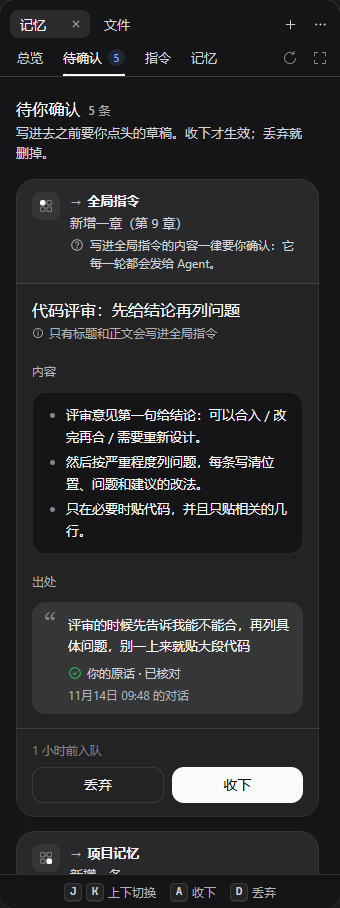 记忆 × 文件
总览 待确认 5 指令 记忆
待你确认 5 条
写进去之前要你点头的草稿。收下才生效；丢弃就
删掉。
→ 全局指令
新增一章（第 9 章）
写进全局指令的内容一律要你确认：它
每一轮都会发给 Agent。
代码评审：先给结论再列问题
只有标题和正文会写进全局指令
内容
评审意见第一句给结论：可以合入 / 改
完再合 / 需要重新设计。
然后按严重程度列问题，每条写清位
置、问题和建议的改法。
只在必要时贴代码，并且只贴相关的几
行。
出处
评审的时候先告诉我能不能合，再列具
体问题，别一上来就贴大段代码
你的原话 · 已核对
11月14日 09:48 的对话
1 小时前入队
丢弃 收下
→ 项目记忆
新增一条
J K 上下切换 A 收下 D 丢弃